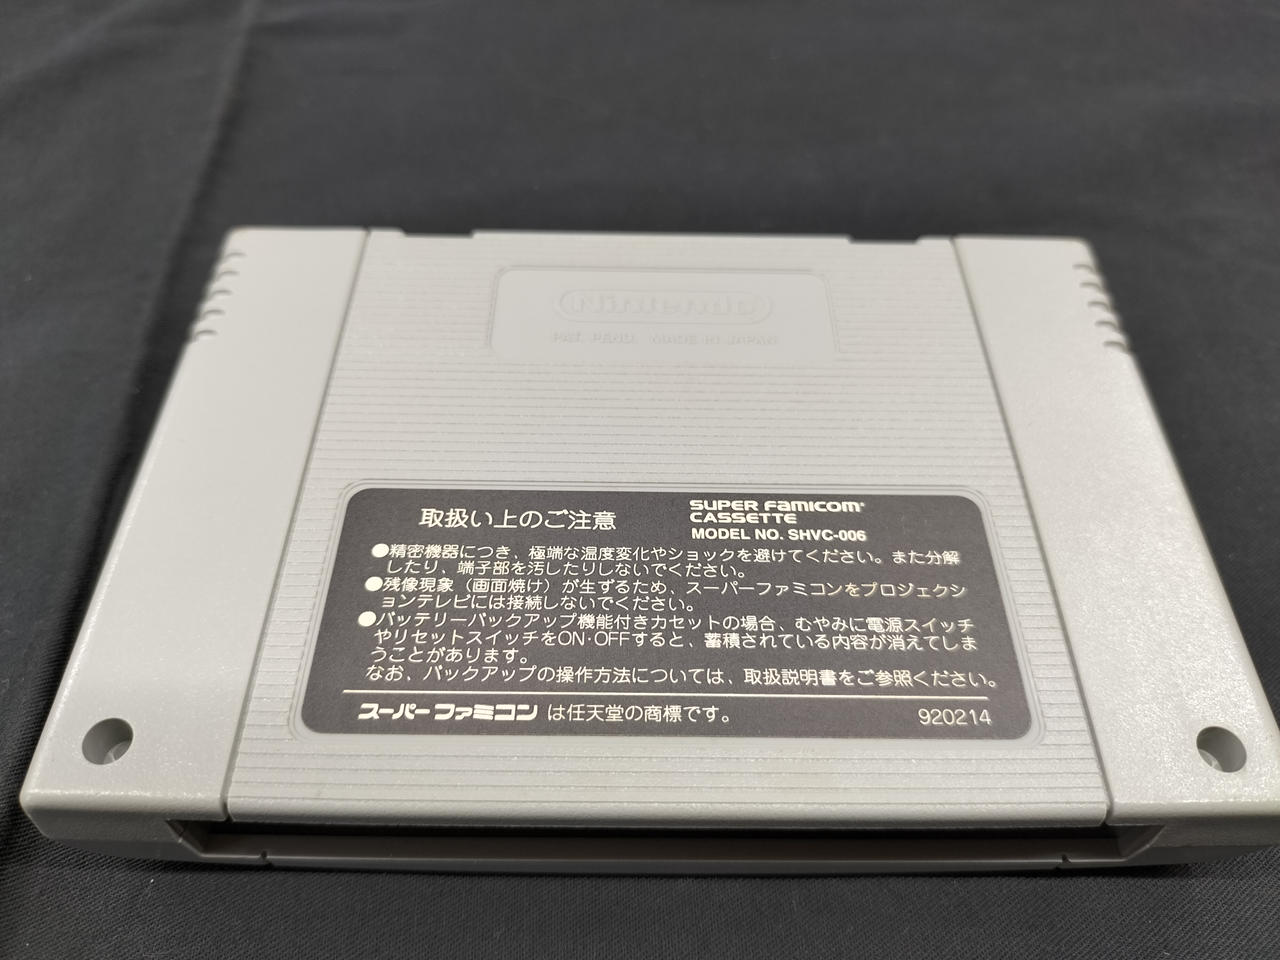 Nintendo
PAT. PEND. MADE IN JAPAN
取扱い上のご注意
SUPER FAMICOM
CASSETTE
MODEL NO. SHVC-006
●精密機器につき、極端な温度変化やショックを避けてください。また分解
したり、端子部を汚したりしないでください。
●残像現象（画面焼け）が生ずるため、スーパーファミコンをプロジェクシ
ョンテレビには接続しないでください。
●バッテリーバックアップ機能付きカセットの場合、むやみに電源スイッチ
やリセットスイッチをON·OFFすると、蓄積されている内容が消えてしま
うことがあります。
なお、バックアップの操作方法については、取扱説明書をご参照ください。
スーパーファミコン は任天堂の商標です。
920214